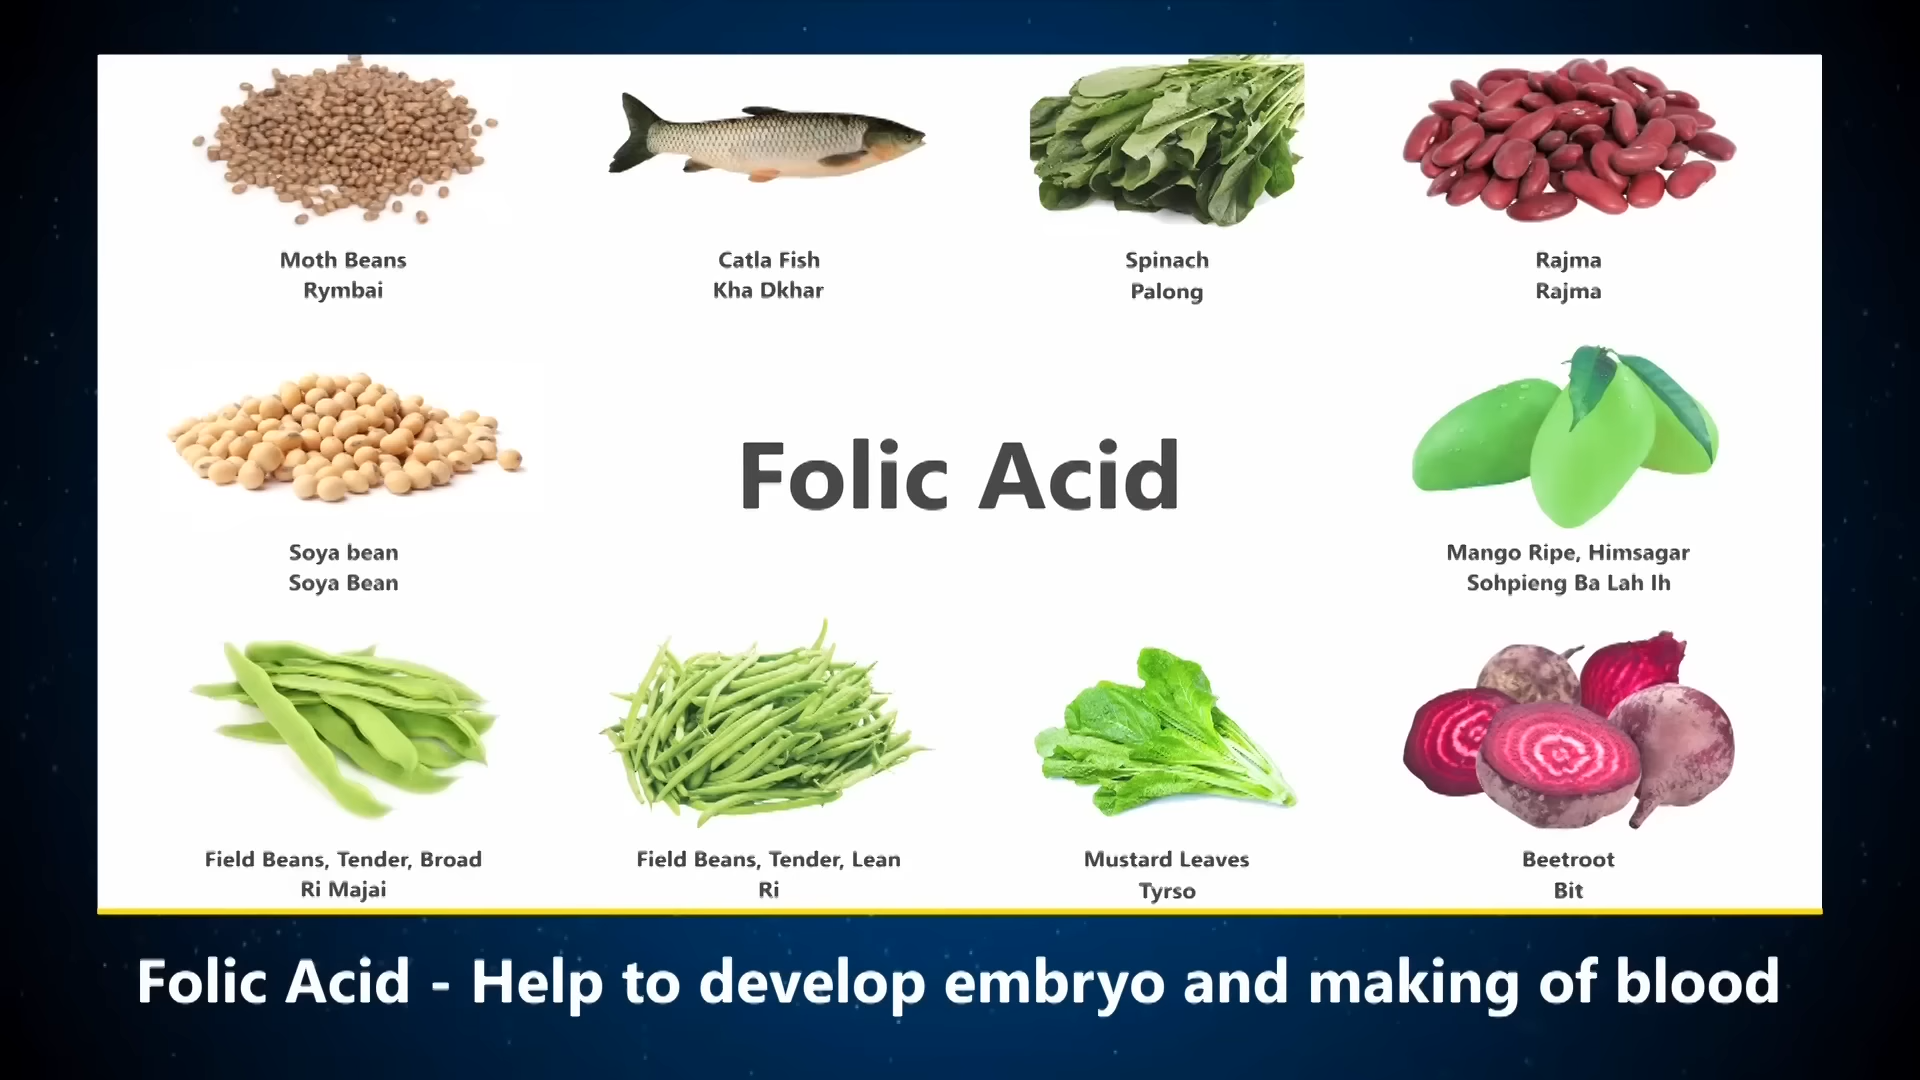 Moth Beans
Rymbai
Catla Fish
Kha Dkhar
Spinach
Palong
Rajma
Rajma
Soya bean
Soya Bean
Folic Acid
Mango Ripe, Himsagar
Sohpieng Ba Lah Ih
Field Beans, Tender, Broad
Ri Majai
Field Beans, Tender, Lean
Ri
Mustard Leaves
Tyrso
Beetroot
Bit
Folic Acid - Help to develop embryo and making of blood